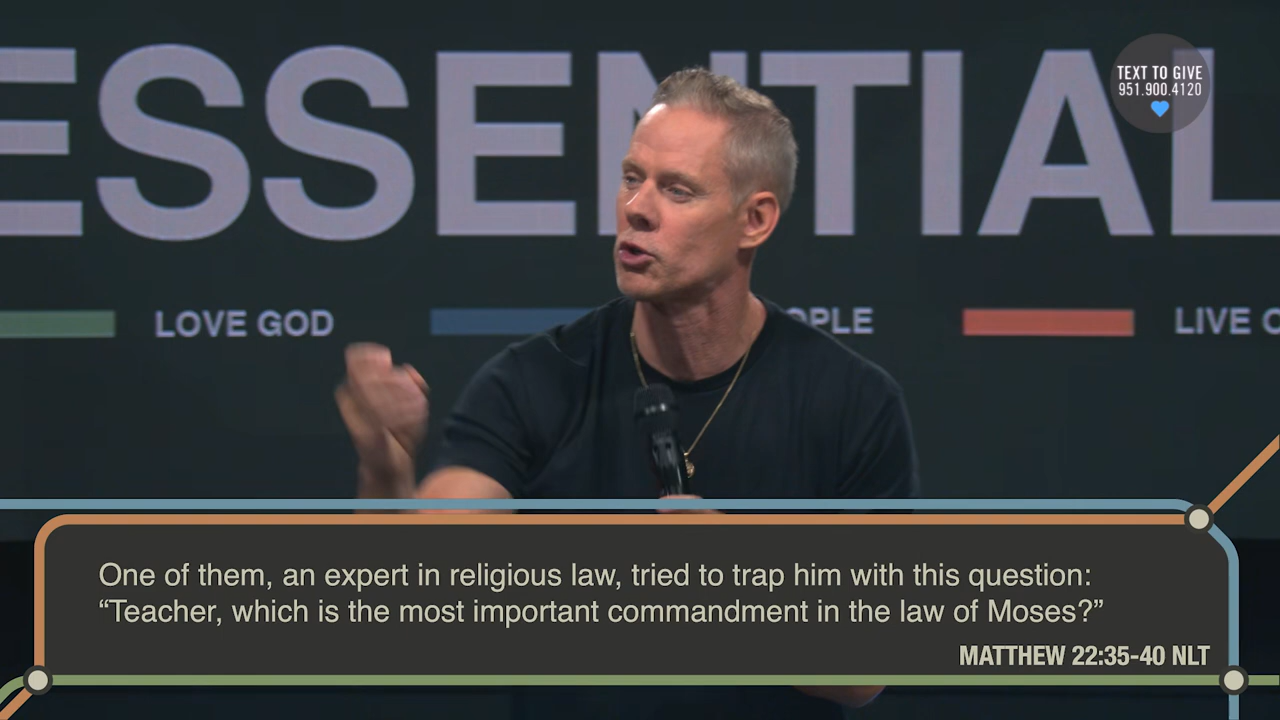 ESSENTIAL
TEXT TO GIVE
951.900.4120
LOVE GOD
LIVE
One of them, an expert in religious law, tried to trap him with this question:
“Teacher, which is the most important commandment in the law of Moses?”
MATTHEW 22:35-40 NLT